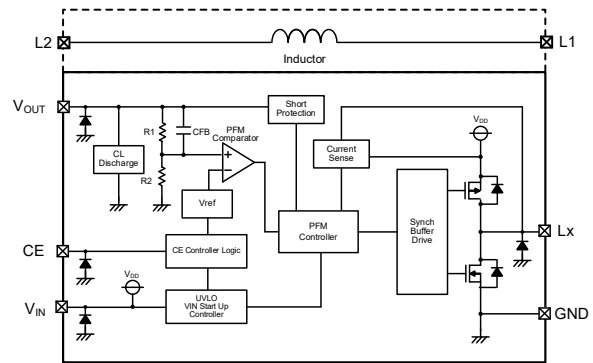 L2
L1
Inductor
VOUT
Short
Protection
R1
CFB
PFM
Comparator
VDD
CL
Discharge
Current
Sense
R2
Vref
PFM
Controller
Synch
Buffer
Drive
Lx
CE
CE Controller Logic
VDD
VIN
UVLO
VIN Start Up
Controller
GND